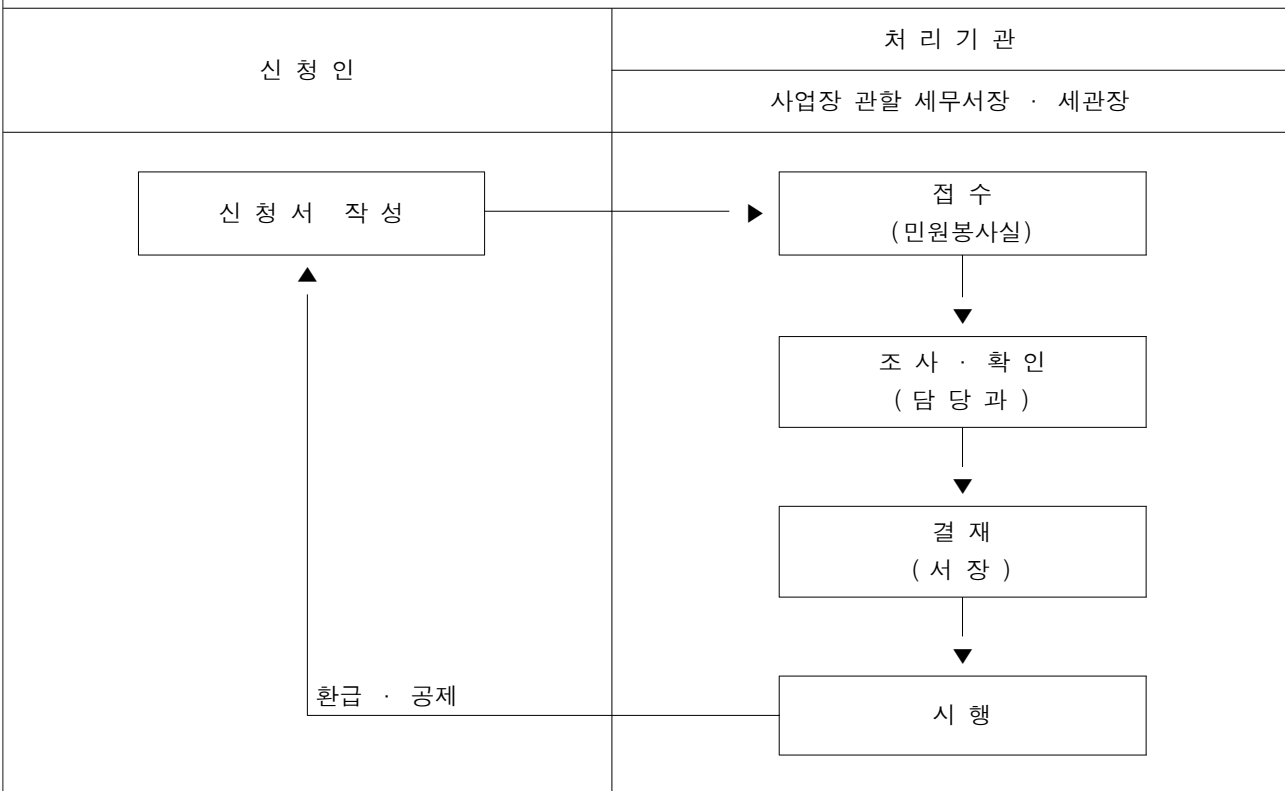 신 청 인
처 리 기 관
사업장 관할 세무서장 · 세관장
신 청 서 작 성
접 수
(민원봉사실)
조 사 · 확 인
( 담 당 과 )
결 재
( 서 장 )
환급 · 공제
시 행